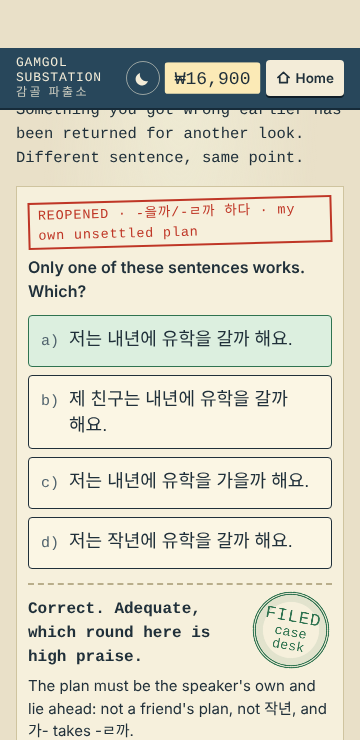 GAMGOL
SUBSTATION
감골 파출소
₩16,900
Home
Something you got wrong earlier has
been returned for another look.
Different sentence, same point.
REOPENED · -을까/-ㄹ까 하다 · my
own unsettled plan
Only one of these sentences works.
Which?
a) 저는 내년에 유학을 갈까 해요.
b) 제 친구는 내년에 유학을 갈까
해요.
c) 저는 내년에 유학을 가을까 해요.
d) 저는 작년에 유학을 갈까 해요.
Correct. Adequate,
which round here is
high praise.
FILED
case
desk
The plan must be the speaker's own and
lie ahead: not a friend's plan, not 작년, and
가- takes -ㄹ까.